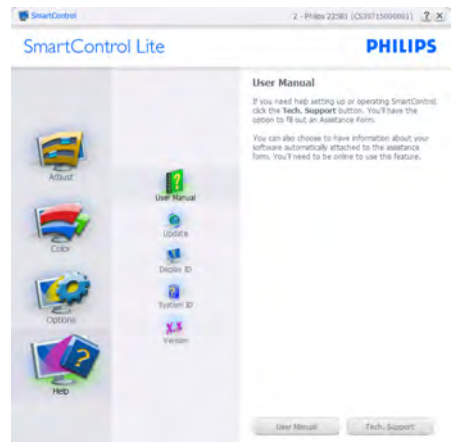 SmartControl
2 - Philips 225B1 (CS39715000001)
? X
SmartControl Lite
PHILIPS
User Manual
If you need help setting up or operating SmartControl,
click the Tech. Support button. You'll have the
option to fill out an Assistance Form.
You can also choose to have information about your
software automatically attached to the assistance
form. You'll need to be online to use this feature.
Adjust
Color
Options
Help
User Manual
Update
Display ID
System ID
X.X
Version
User Manual
Tech. Support